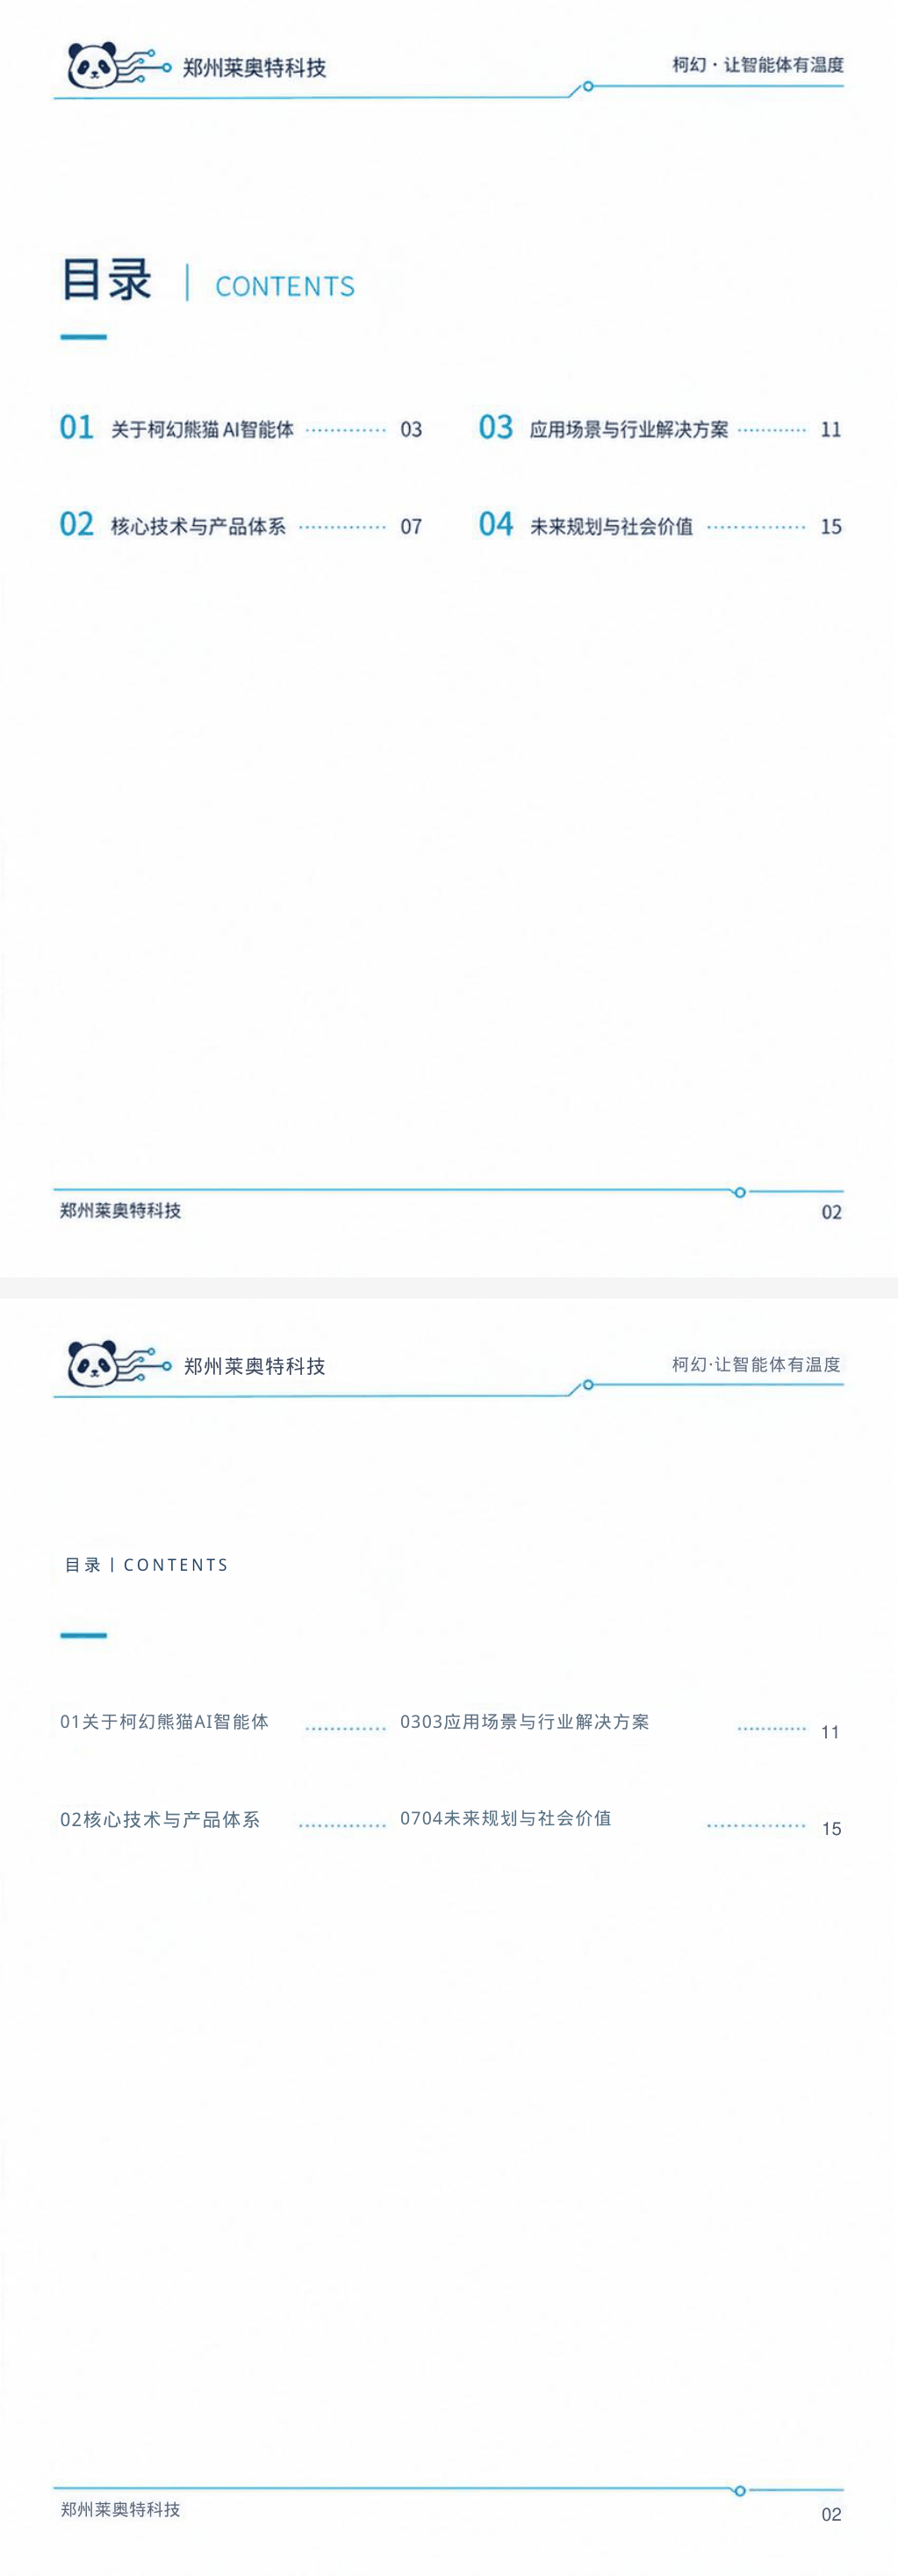 郑州莱奥特科技
柯幻·让智能体有温度
目录 | CONTENTS
01 关于柯幻熊猫 AI智能体 ············· 03
03 应用场景与行业解决方案 ··········· 11
02 核心技术与产品体系 ············· 07
04 未来规划与社会价值 ··············· 15
郑州莱奥特科技
02
郑州莱奥特科技
柯幻·让智能体有温度
目录 | CONTENTS
01关于柯幻熊猫AI智能体 ············· 0303应用场景与行业解决方案 ··········· 11
02核心技术与产品体系 ·············· 0704未来规划与社会价值 ··············· 15
郑州莱奥特科技
02